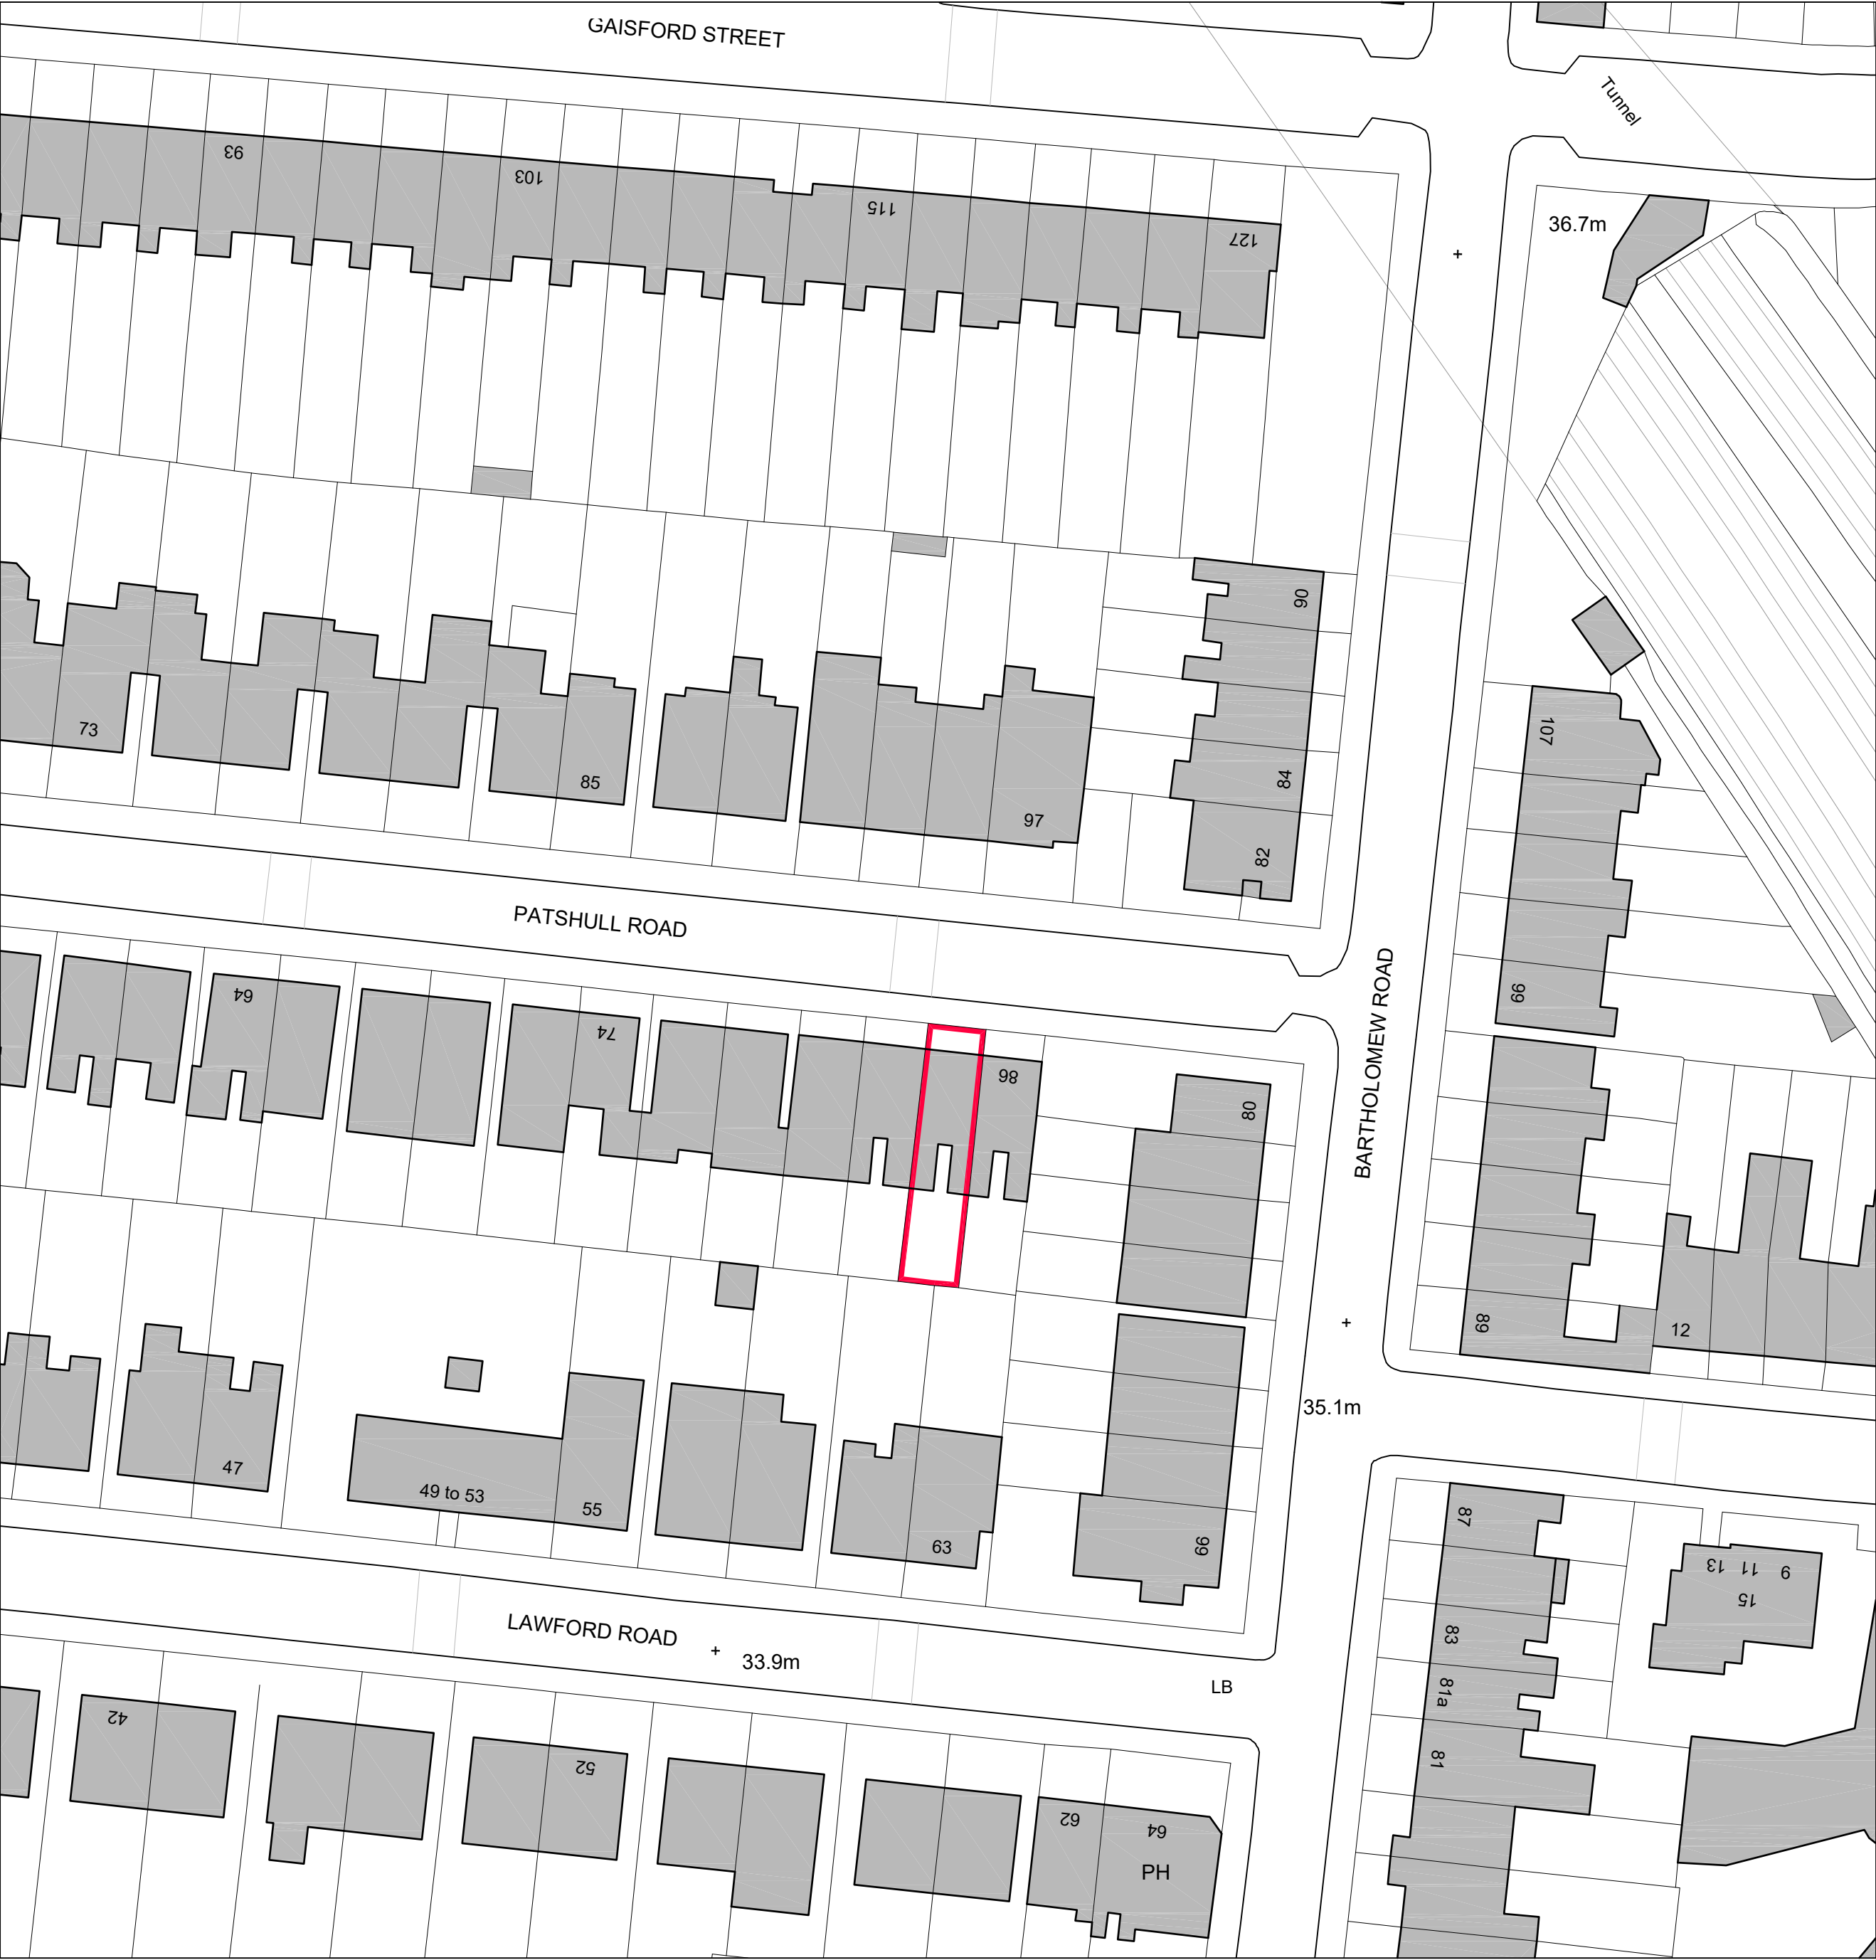 GAISFORD STREET
Tunnel
93
103
115
127
36.7m
+
90
107
73
85
84
97
82
PATSHULL ROAD
BARTHOLOMEW ROAD
99
64
74
86
80
+
89
12
35.1m
47
49 to 53
55
63
66
87
13 11 9
15
LAWFORD ROAD
+ 33.9m
LB
83
81a
81
42
52
62
64
PH